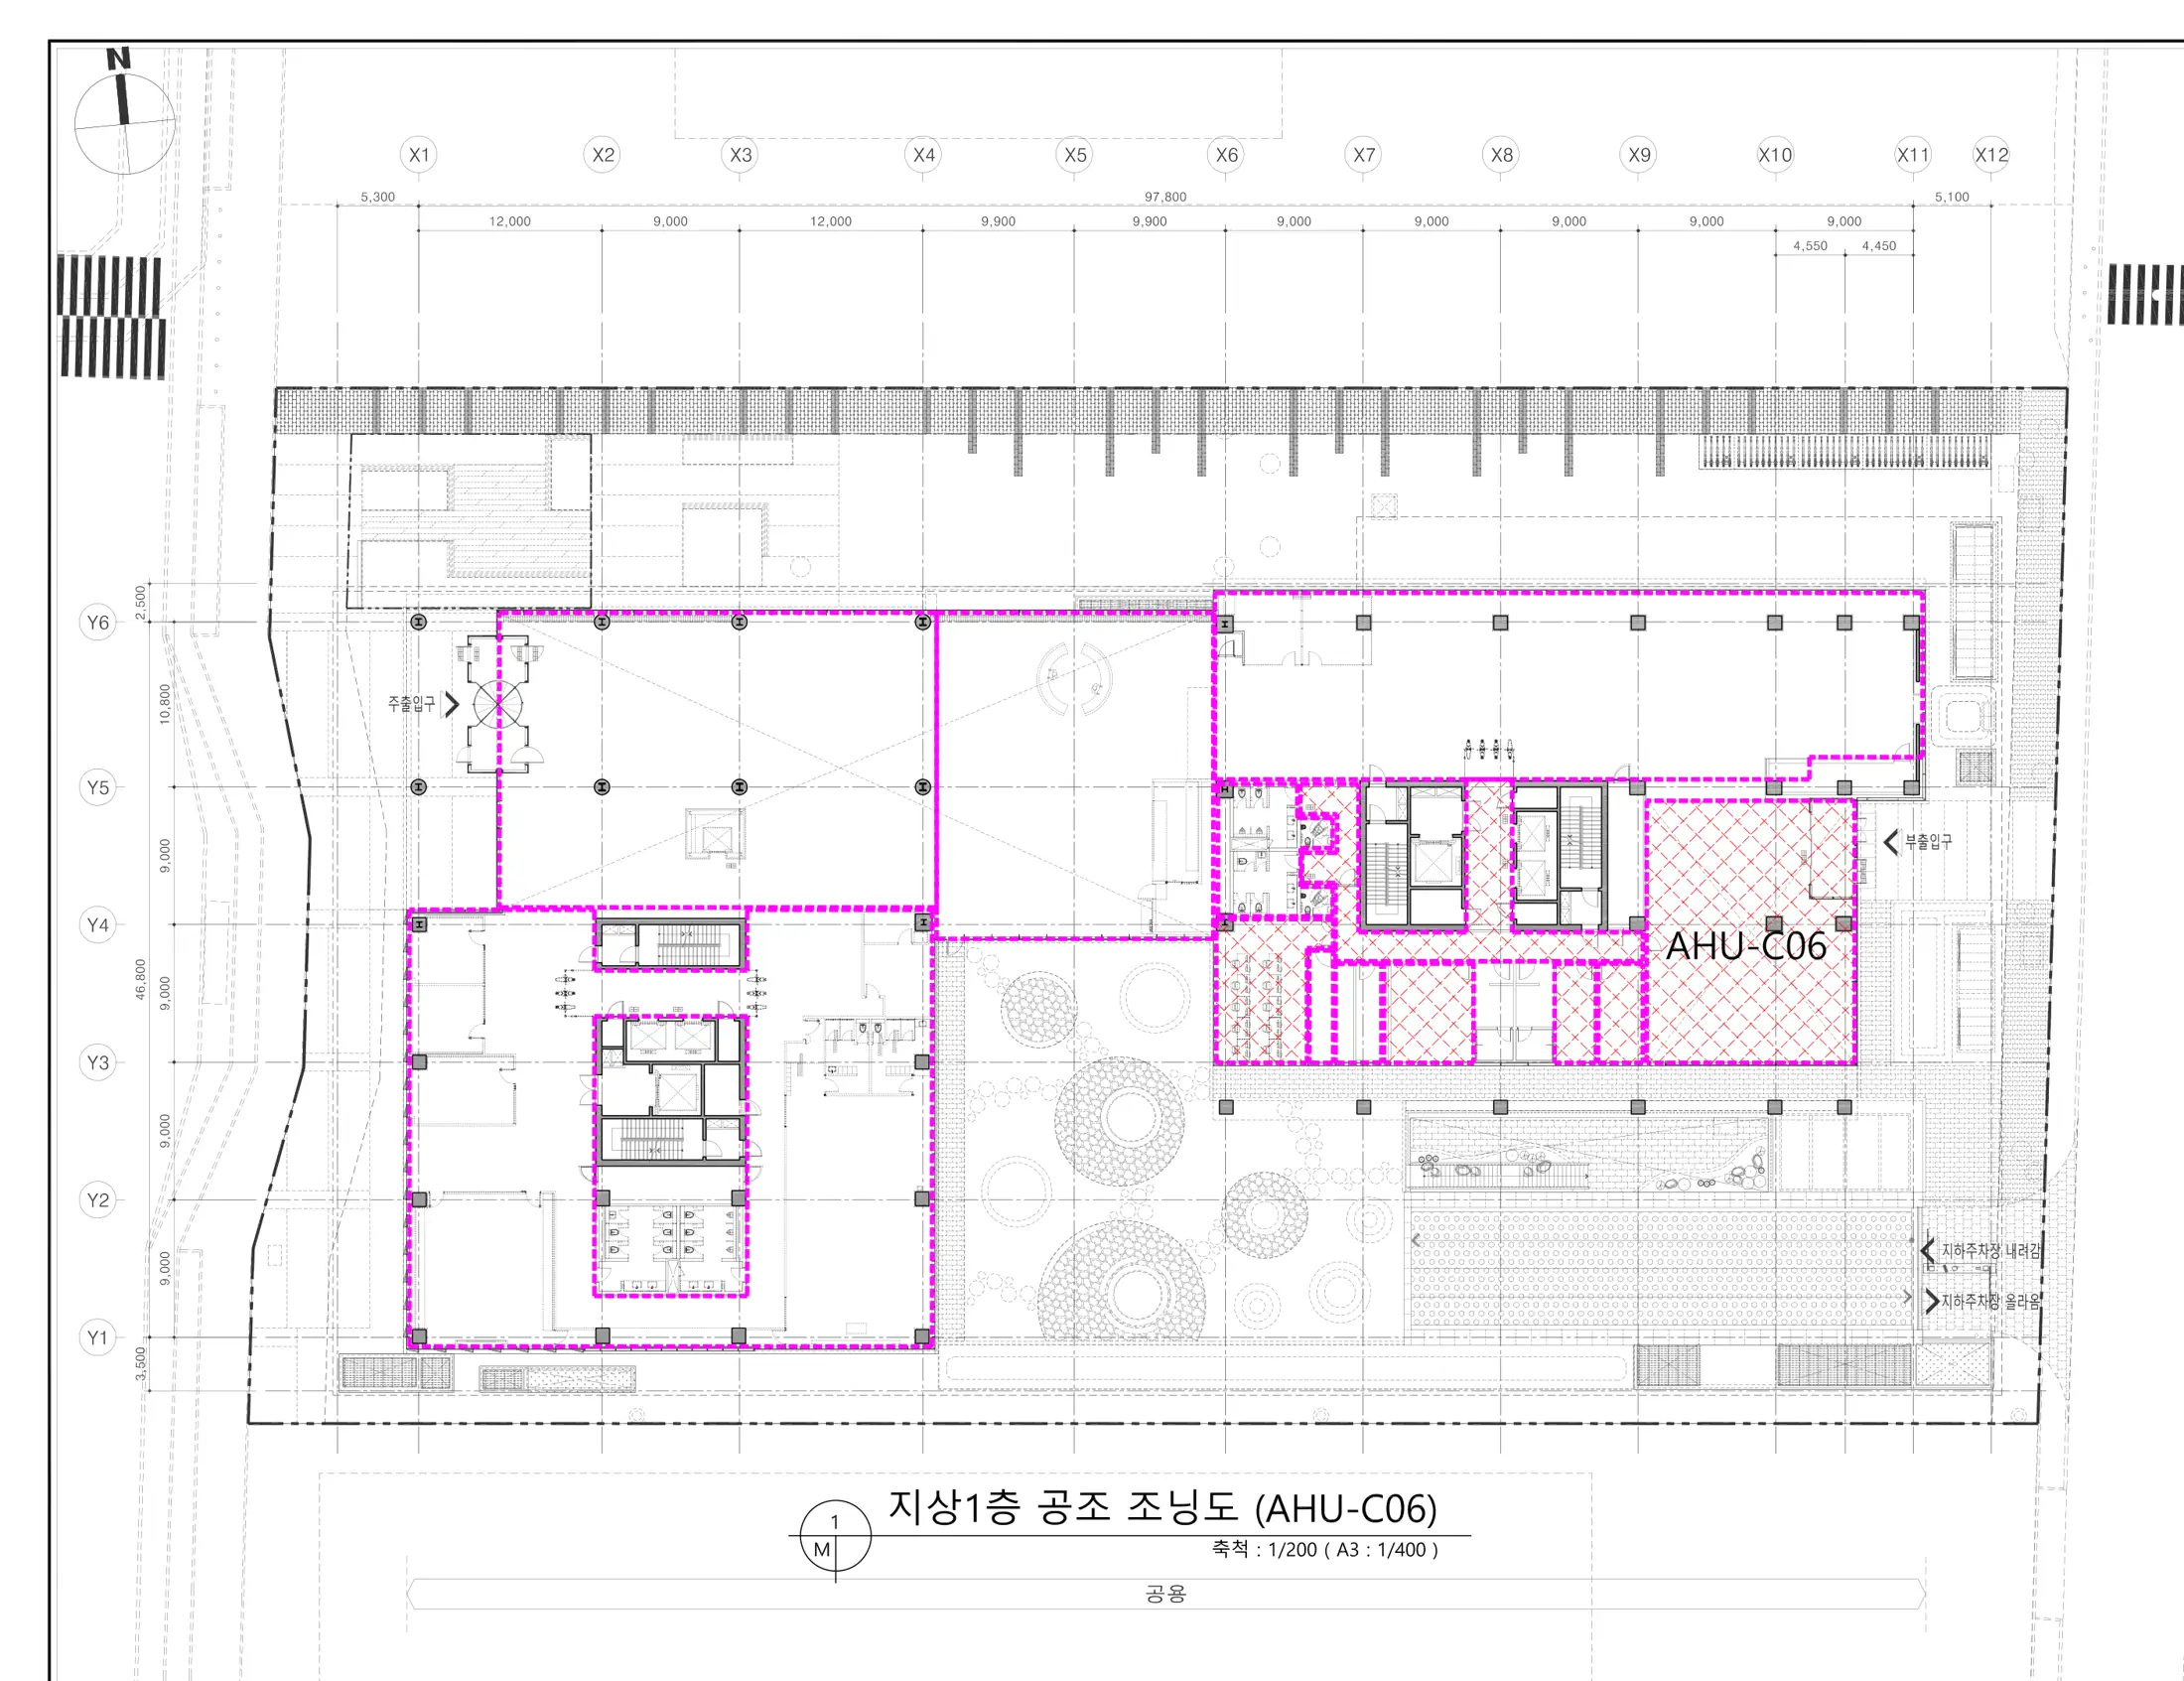 N
X1 X2 X3 X4 X5 X6 X7 X8 X9 X10 X11 X12
5,300 97,800 5,100
12,000 9,000 12,000 9,900 9,900 9,000 9,000 9,000 9,000 9,000
4,550 4,450
2,500
Y6
10,800
주출입구
Y5
9,000
부출입구
Y4
AHU-C06
46,800
9,000
Y3
9,000
Y2
9,000
지하주차장 내려감
지하주차장 올라옴
Y1
3,500
1
M
지상1층 공조 조닝도 (AHU-C06)
축척 : 1/200 ( A3 : 1/400 )
공용